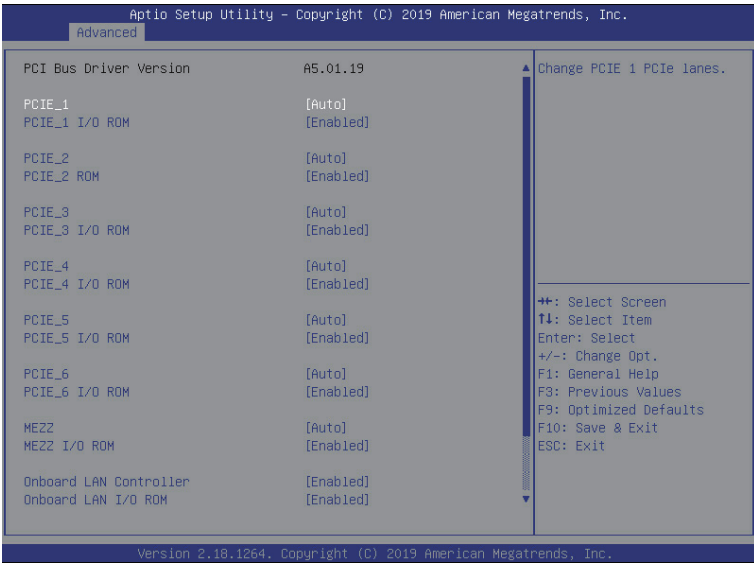 Aptio Setup Utility – Copyright (C) 2019 American Megatrends, Inc.
Advanced
PCI Bus Driver Version A5.01.19
PCIE_1 [Auto]
PCIE_1 I/O ROM [Enabled]
PCIE_2 [Auto]
PCIE_2 ROM [Enabled]
PCIE_3 [Auto]
PCIE_3 I/O ROM [Enabled]
PCIE_4 [Auto]
PCIE_4 I/O ROM [Enabled]
PCIE_5 [Auto]
PCIE_5 I/O ROM [Enabled]
PCIE_6 [Auto]
PCIE_6 I/O ROM [Enabled]
MEZZ [Auto]
MEZZ I/O ROM [Enabled]
Onboard LAN Controller [Enabled]
Onboard LAN I/O ROM [Enabled]
Change PCIE 1 PCIe lanes.
→←: Select Screen
↑↓: Select Item
Enter: Select
+/-: Change Opt.
F1: General Help
F3: Previous Values
F9: Optimized Defaults
F10: Save & Exit
ESC: Exit
Version 2.18.1264. Copyright (C) 2019 American Megatrends, Inc.